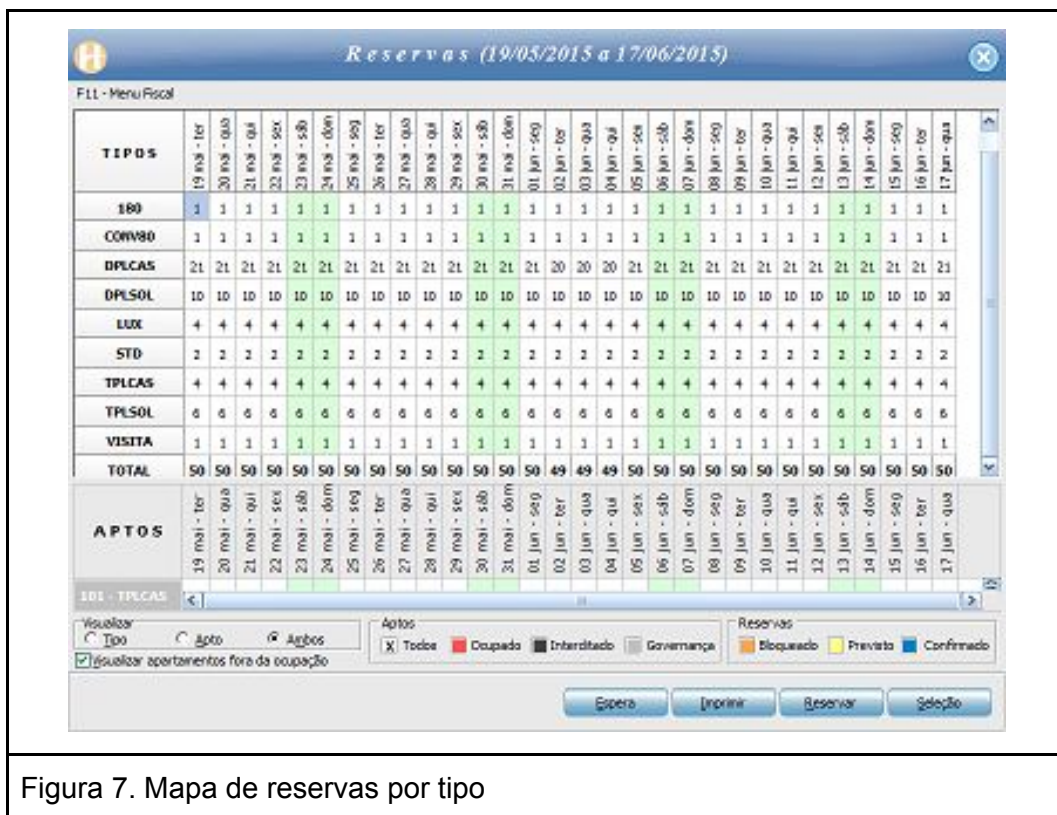 Reservas (19/05/2015 a 17/06/2015)
F11 - Menu Fiscal
TIPOS 19 mai - ter 20 mai - qua 21 mai - qui 22 mai - sex 23 mai - sáb 24 mai - dom 25 mai - seg 26 mai - ter 27 mai - qua 28 mai - qui 29 mai - sex 30 mai - sáb 31 mai - dom 01 jun - seg 02 jun - ter 03 jun - qua 04 jun - qui 05 jun - sex 06 jun - sáb 07 jun - dom 08 jun - seg 09 jun - ter 10 jun - qua 11 jun - qui 12 jun - sex 13 jun - sáb 14 jun - dom 15 jun - seg 16 jun - ter 17 jun - qua
180 1 1 1 1 1 1 1 1 1 1 1 1 1 1 1 1 1 1 1 1 1 1 1 1 1 1 1 1 1 1
CONV80 1 1 1 1 1 1 1 1 1 1 1 1 1 1 1 1 1 1 1 1 1 1 1 1 1 1 1 1 1 1
DPLCAS 21 21 21 21 21 21 21 21 21 21 21 21 21 21 20 20 20 21 21 21 21 21 21 21 21 21 21 21 21 21
DPLSOL 10 10 10 10 10 10 10 10 10 10 10 10 10 10 10 10 10 10 10 10 10 10 10 10 10 10 10 10 10 10
LUX 4 4 4 4 4 4 4 4 4 4 4 4 4 4 4 4 4 4 4 4 4 4 4 4 4 4 4 4 4 4
STD 2 2 2 2 2 2 2 2 2 2 2 2 2 2 2 2 2 2 2 2 2 2 2 2 2 2 2 2 2 2
TPLCAS 4 4 4 4 4 4 4 4 4 4 4 4 4 4 4 4 4 4 4 4 4 4 4 4 4 4 4 4 4 4
TPLSOL 6 6 6 6 6 6 6 6 6 6 6 6 6 6 6 6 6 6 6 6 6 6 6 6 6 6 6 6 6 6
VISITA 1 1 1 1 1 1 1 1 1 1 1 1 1 1 1 1 1 1 1 1 1 1 1 1 1 1 1 1 1 1
TOTAL 50 50 50 50 50 50 50 50 50 50 50 50 50 50 49 49 49 50 50 50 50 50 50 50 50 50 50 50 50 50
APTOS 19 mai - ter 20 mai - qua 21 mai - qui 22 mai - sex 23 mai - sáb 24 mai - dom 25 mai - seg 26 mai - ter 27 mai - qua 28 mai - qui 29 mai - sex 30 mai - sáb 31 mai - dom 01 jun - seg 02 jun - ter 03 jun - qua 04 jun - qui 05 jun - sex 06 jun - sáb 07 jun - dom 08 jun - seg 09 jun - ter 10 jun - qua 11 jun - qui 12 jun - sex 13 jun - sáb 14 jun - dom 15 jun - seg 16 jun - ter 17 jun - qua
101 - TPLCAS
Visualizar Aptos Reservas
Tipo Apto Ambos X Todos Ocupado Interditado Governança Bloqueado Previsto Confirmado
Visualizar apartamentos fora da ocupação
Espera Imprimir Reservar Seleção
Figura 7. Mapa de reservas por tipo